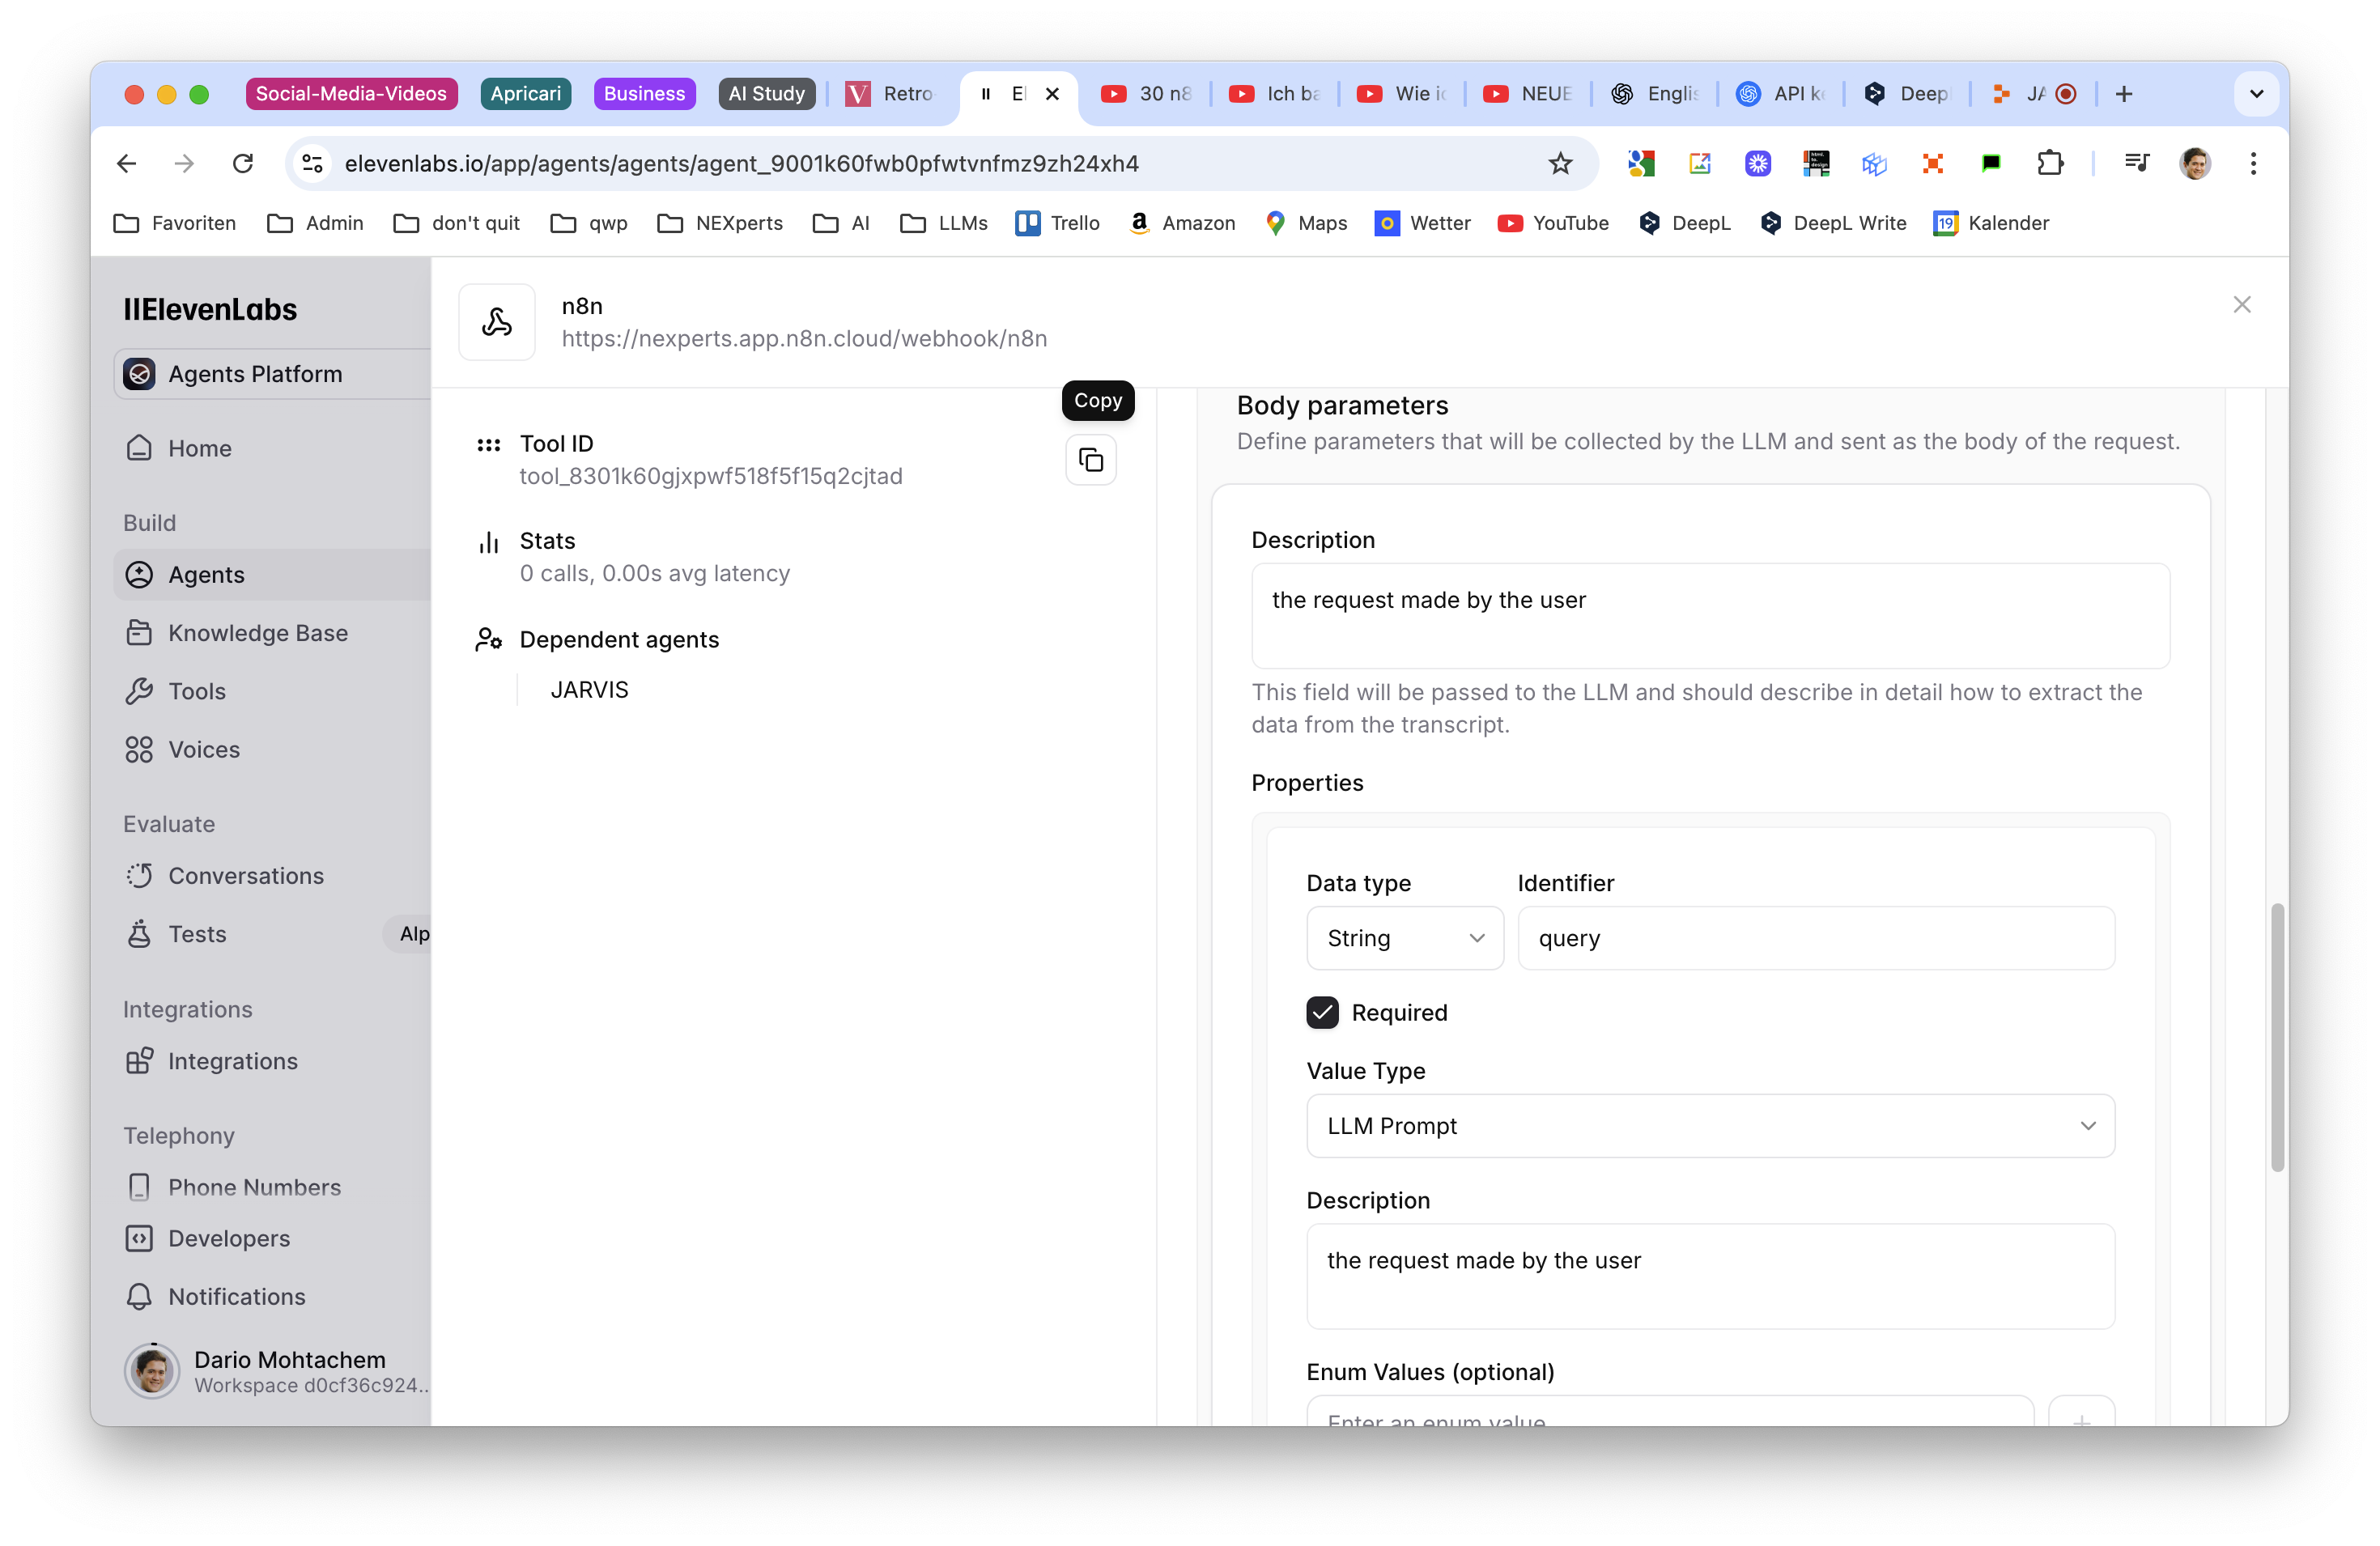 Social-Media-Videos
Apricari
Business
AI Study
Retro
El
30 n8
Ich ba
Wie ic
NEUE
Englis
API ke
Deepl
JA
elevenlabs.io/app/agents/agents/agent_9001k60fwb0pfwtvnfmz9zh24xh4
Favoriten
Admin
don't quit
qwp
NEXperts
AI
LLMs
Trello
Amazon
Maps
Wetter
YouTube
DeepL
DeepL Write
19
Kalender
IIElevenLabs
Agents Platform
Home
Build
Agents
Knowledge Base
Tools
Voices
Evaluate
Conversations
Tests
Alp
Integrations
Integrations
Telephony
Phone Numbers
Developers
Notifications
Dario Mohtachem
Workspace d0cf36c924...
n8n
https://nexperts.app.n8n.cloud/webhook/n8n
Copy
Tool ID
tool_8301k60gjxpwf518f5f15q2cjtad
Stats
0 calls, 0.00s avg latency
Dependent agents
JARVIS
Body parameters
Define parameters that will be collected by the LLM and sent as the body of the request.
Description
the request made by the user
This field will be passed to the LLM and should describe in detail how to extract the
data from the transcript.
Properties
Data type
Identifier
String
query
Required
Value Type
LLM Prompt
Description
the request made by the user
Enum Values (optional)
Enter an enum value